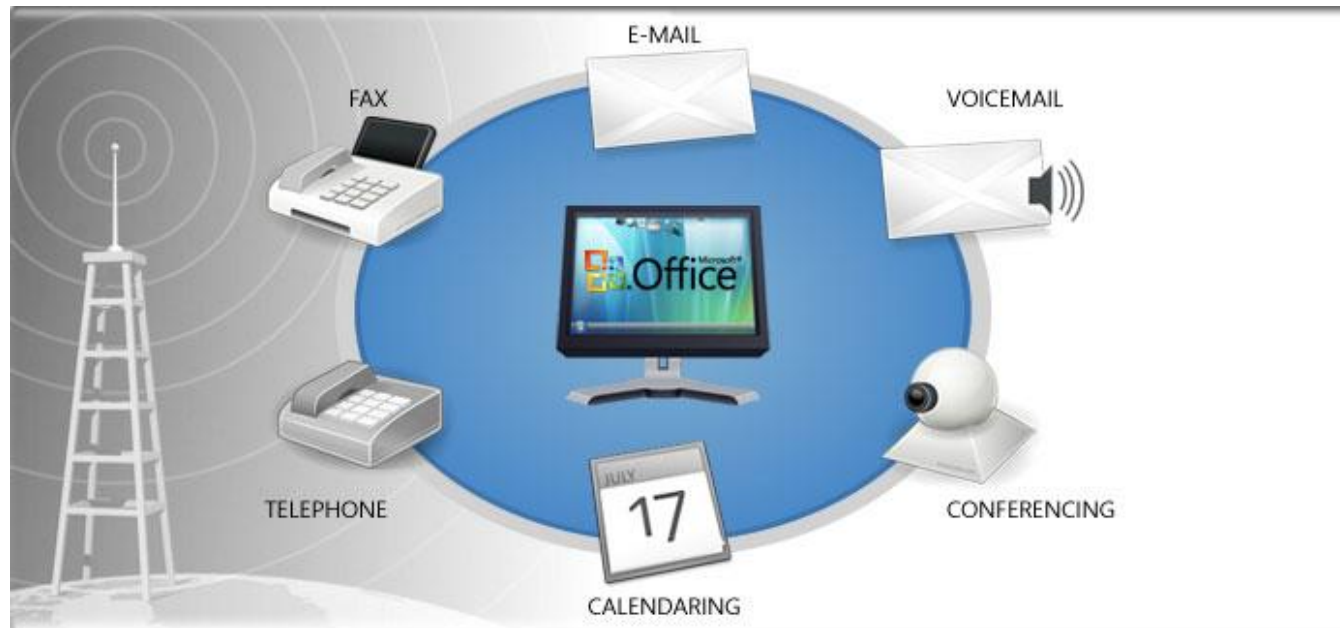 E-MAIL
FAX
VOICEMAIL
Microsoft®
Office
TELEPHONE
JULY
17
CONFERENCING
CALENDARING